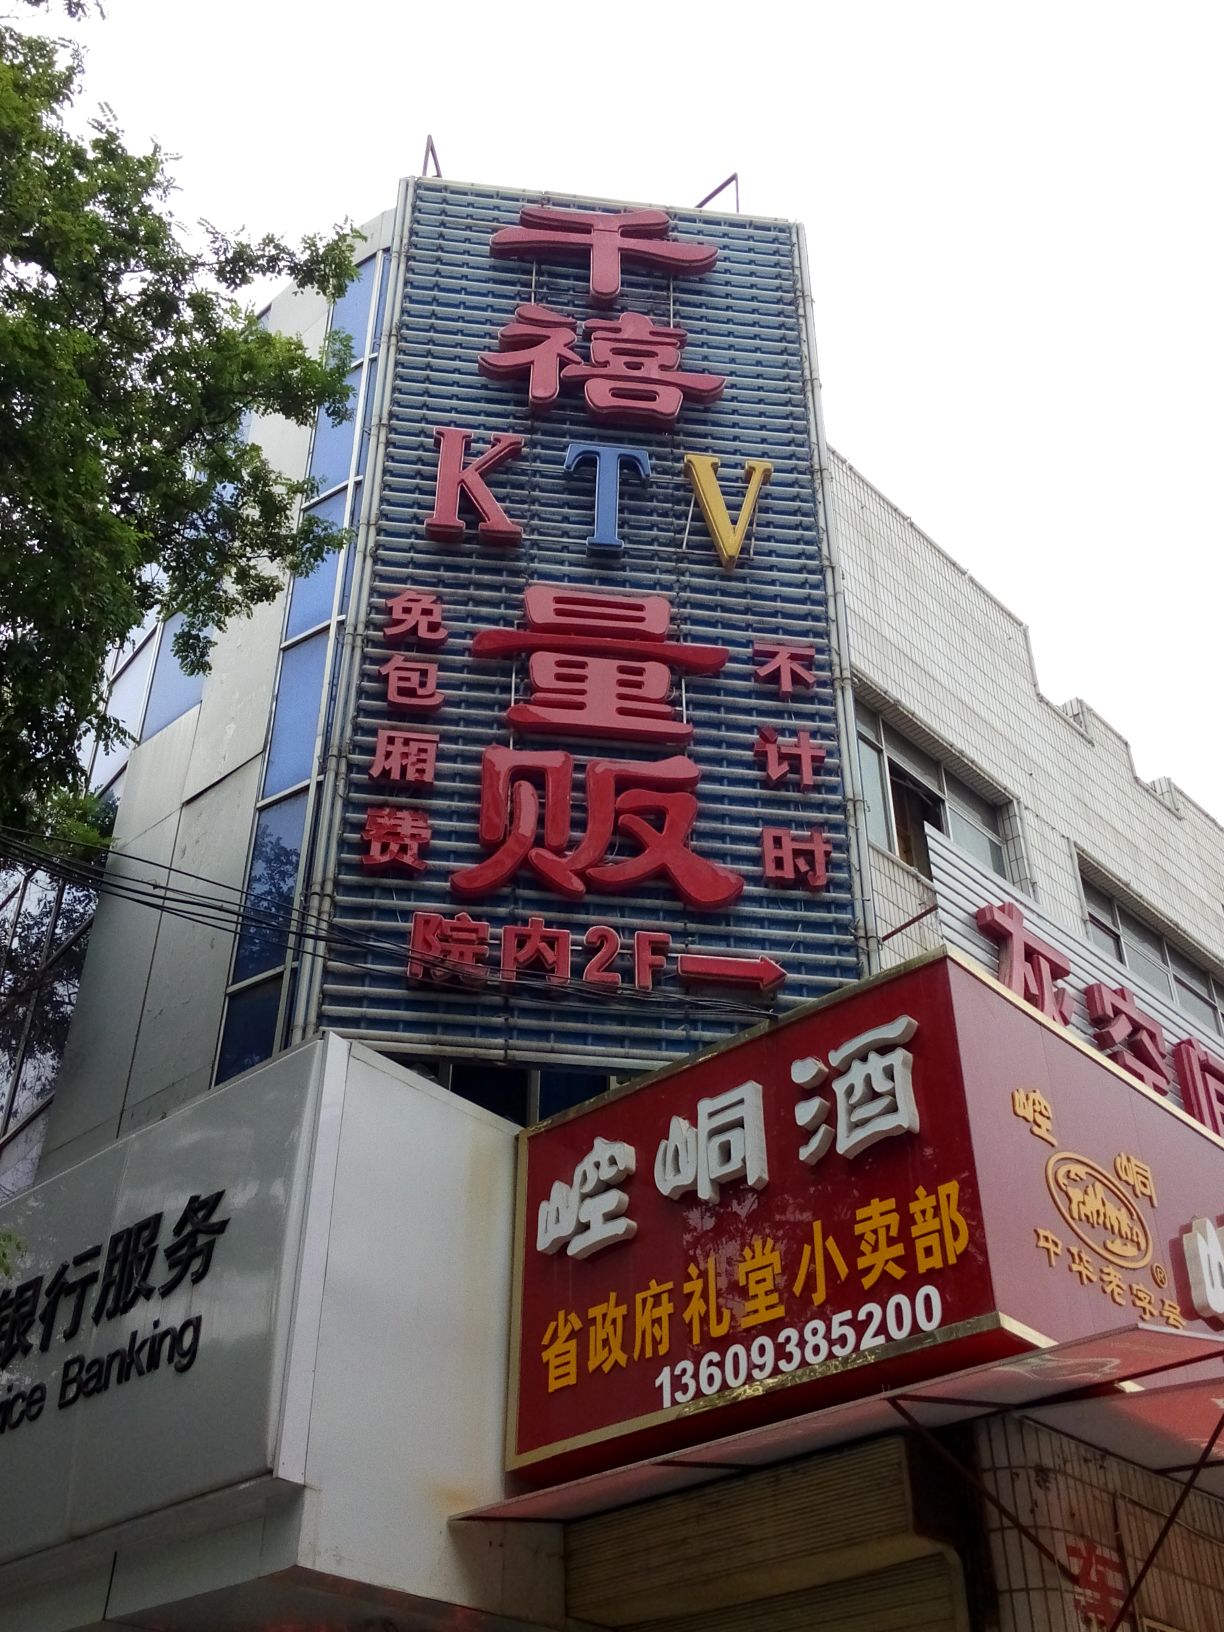 千禧
KTV
量贩
免包厢费
不计时
院内2F
崆峒酒
省政府礼堂小卖部
13609385200
崆峒
中华老字号
银行服务
Banking